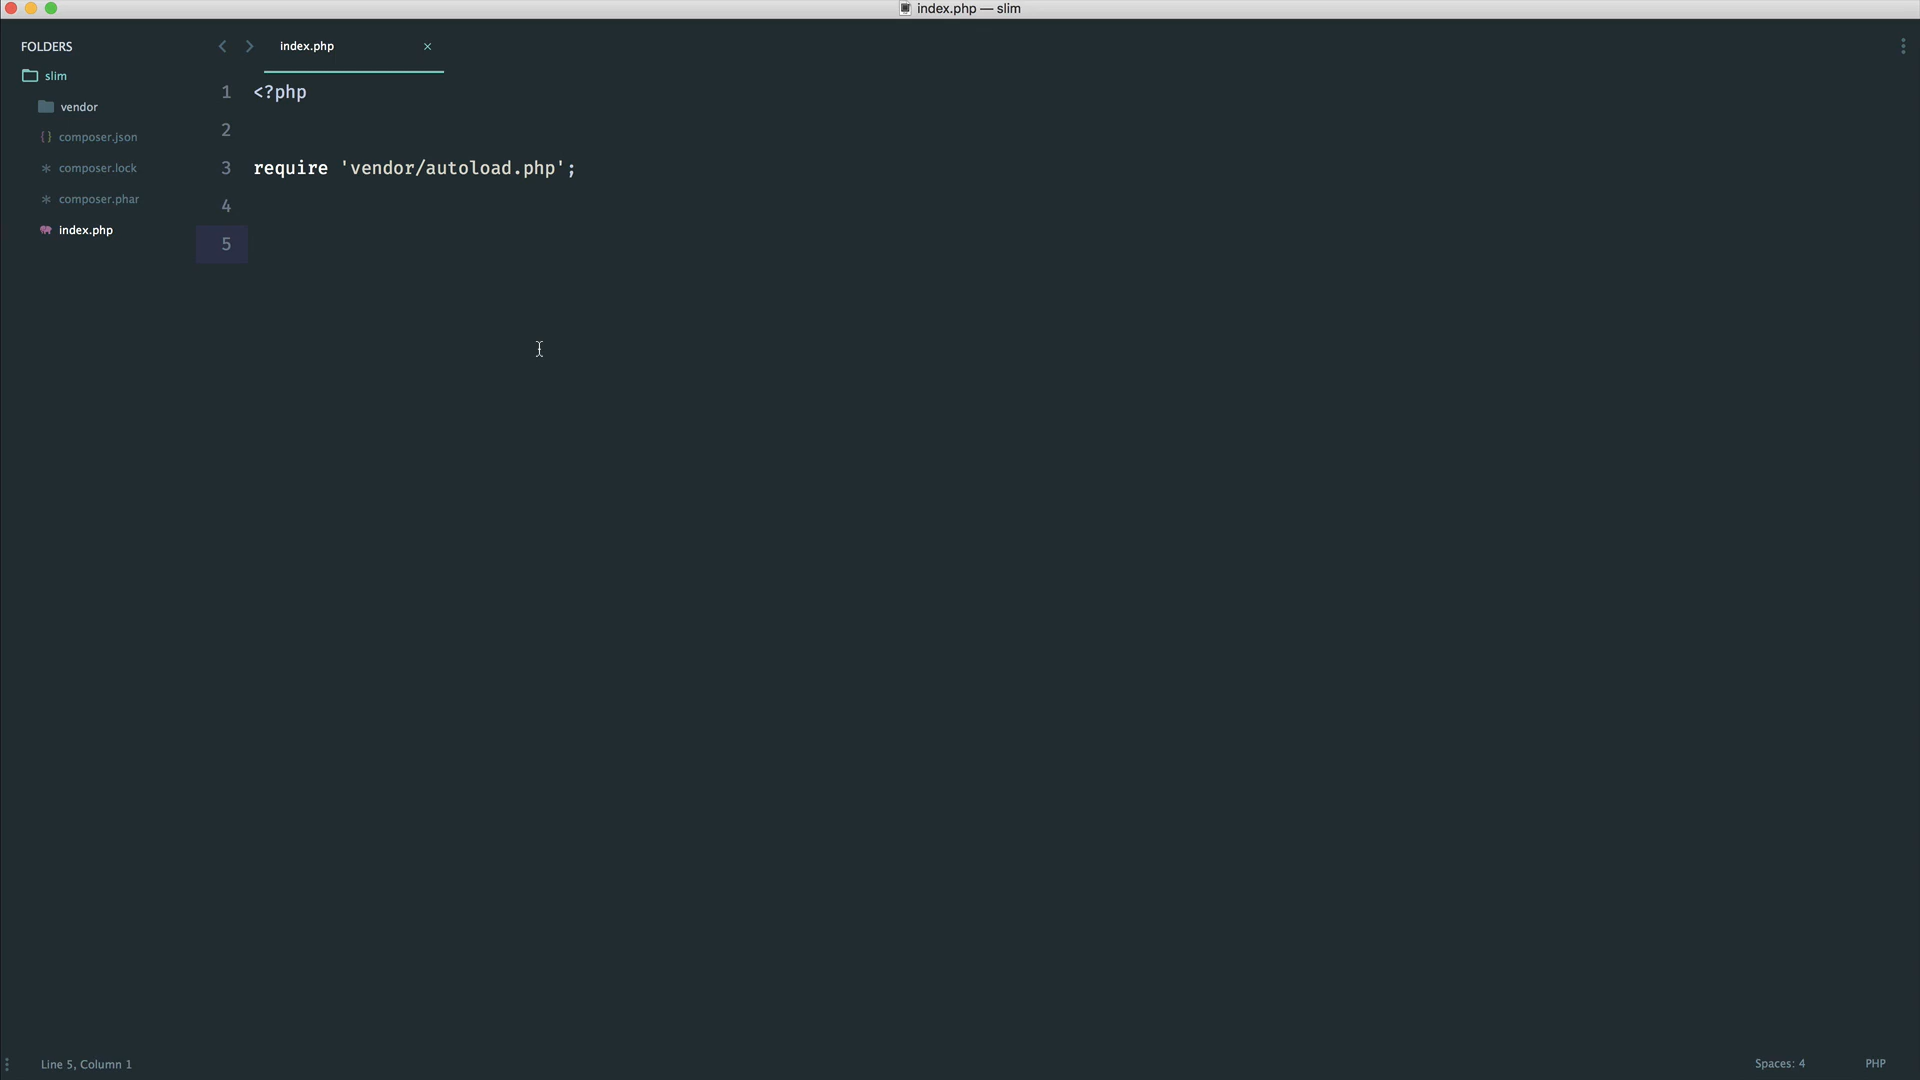 index.php — slim
FOLDERS
slim
vendor
composer.json
composer.lock
composer.phar
index.php
index.php
1 <?php
2
3 require 'vendor/autoload.php';
4
5
Line 5, Column 1
Spaces: 4
PHP